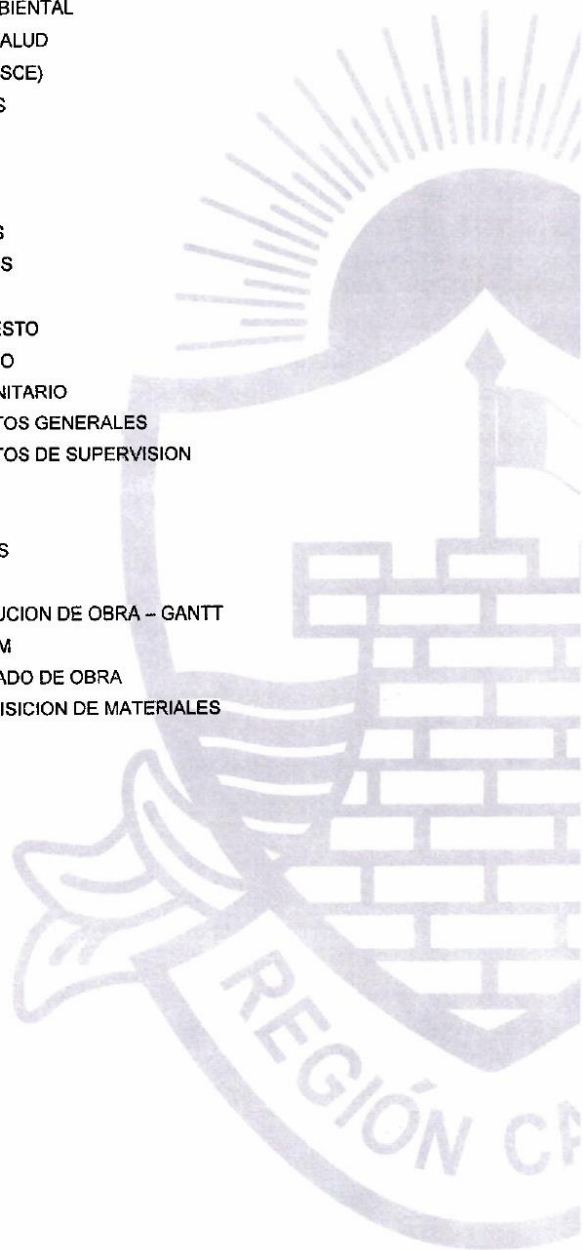 BIENTAL
ALUD
SCE)
S
S
S
ESTO
O
NITARIO
TOS GENERALES
TOS DE SUPERVISION
S
UCION DE OBRA – GANTT
M
ADO DE OBRA
ISICION DE MATERIALES
REGIÓN CA